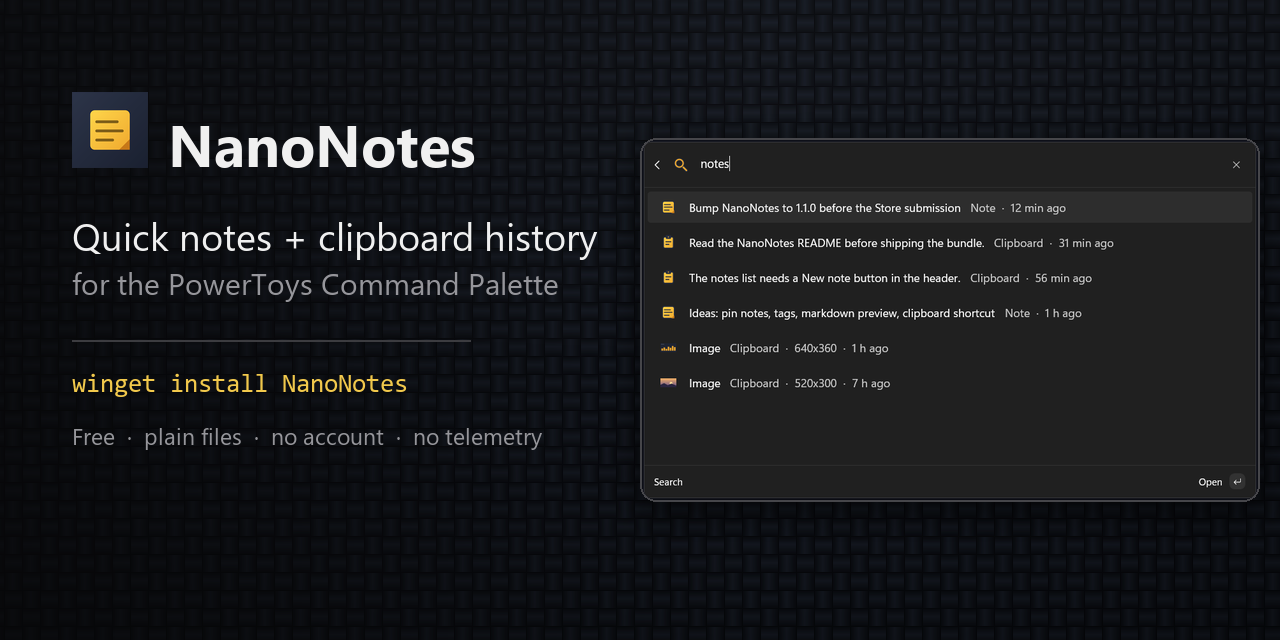 NanoNotes
Quick notes + clipboard history
for the PowerToys Command Palette
winget install NanoNotes
Free · plain files · no account · no telemetry
notes
Bump NanoNotes to 1.1.0 before the Store submission Note · 12 min ago
Read the NanoNotes README before shipping the bundle. Clipboard · 31 min ago
The notes list needs a New note button in the header. Clipboard · 56 min ago
Ideas: pin notes, tags, markdown preview, clipboard shortcut Note · 1 h ago
Image Clipboard · 640x360 · 1 h ago
Image Clipboard · 520x300 · 7 h ago
Search Open